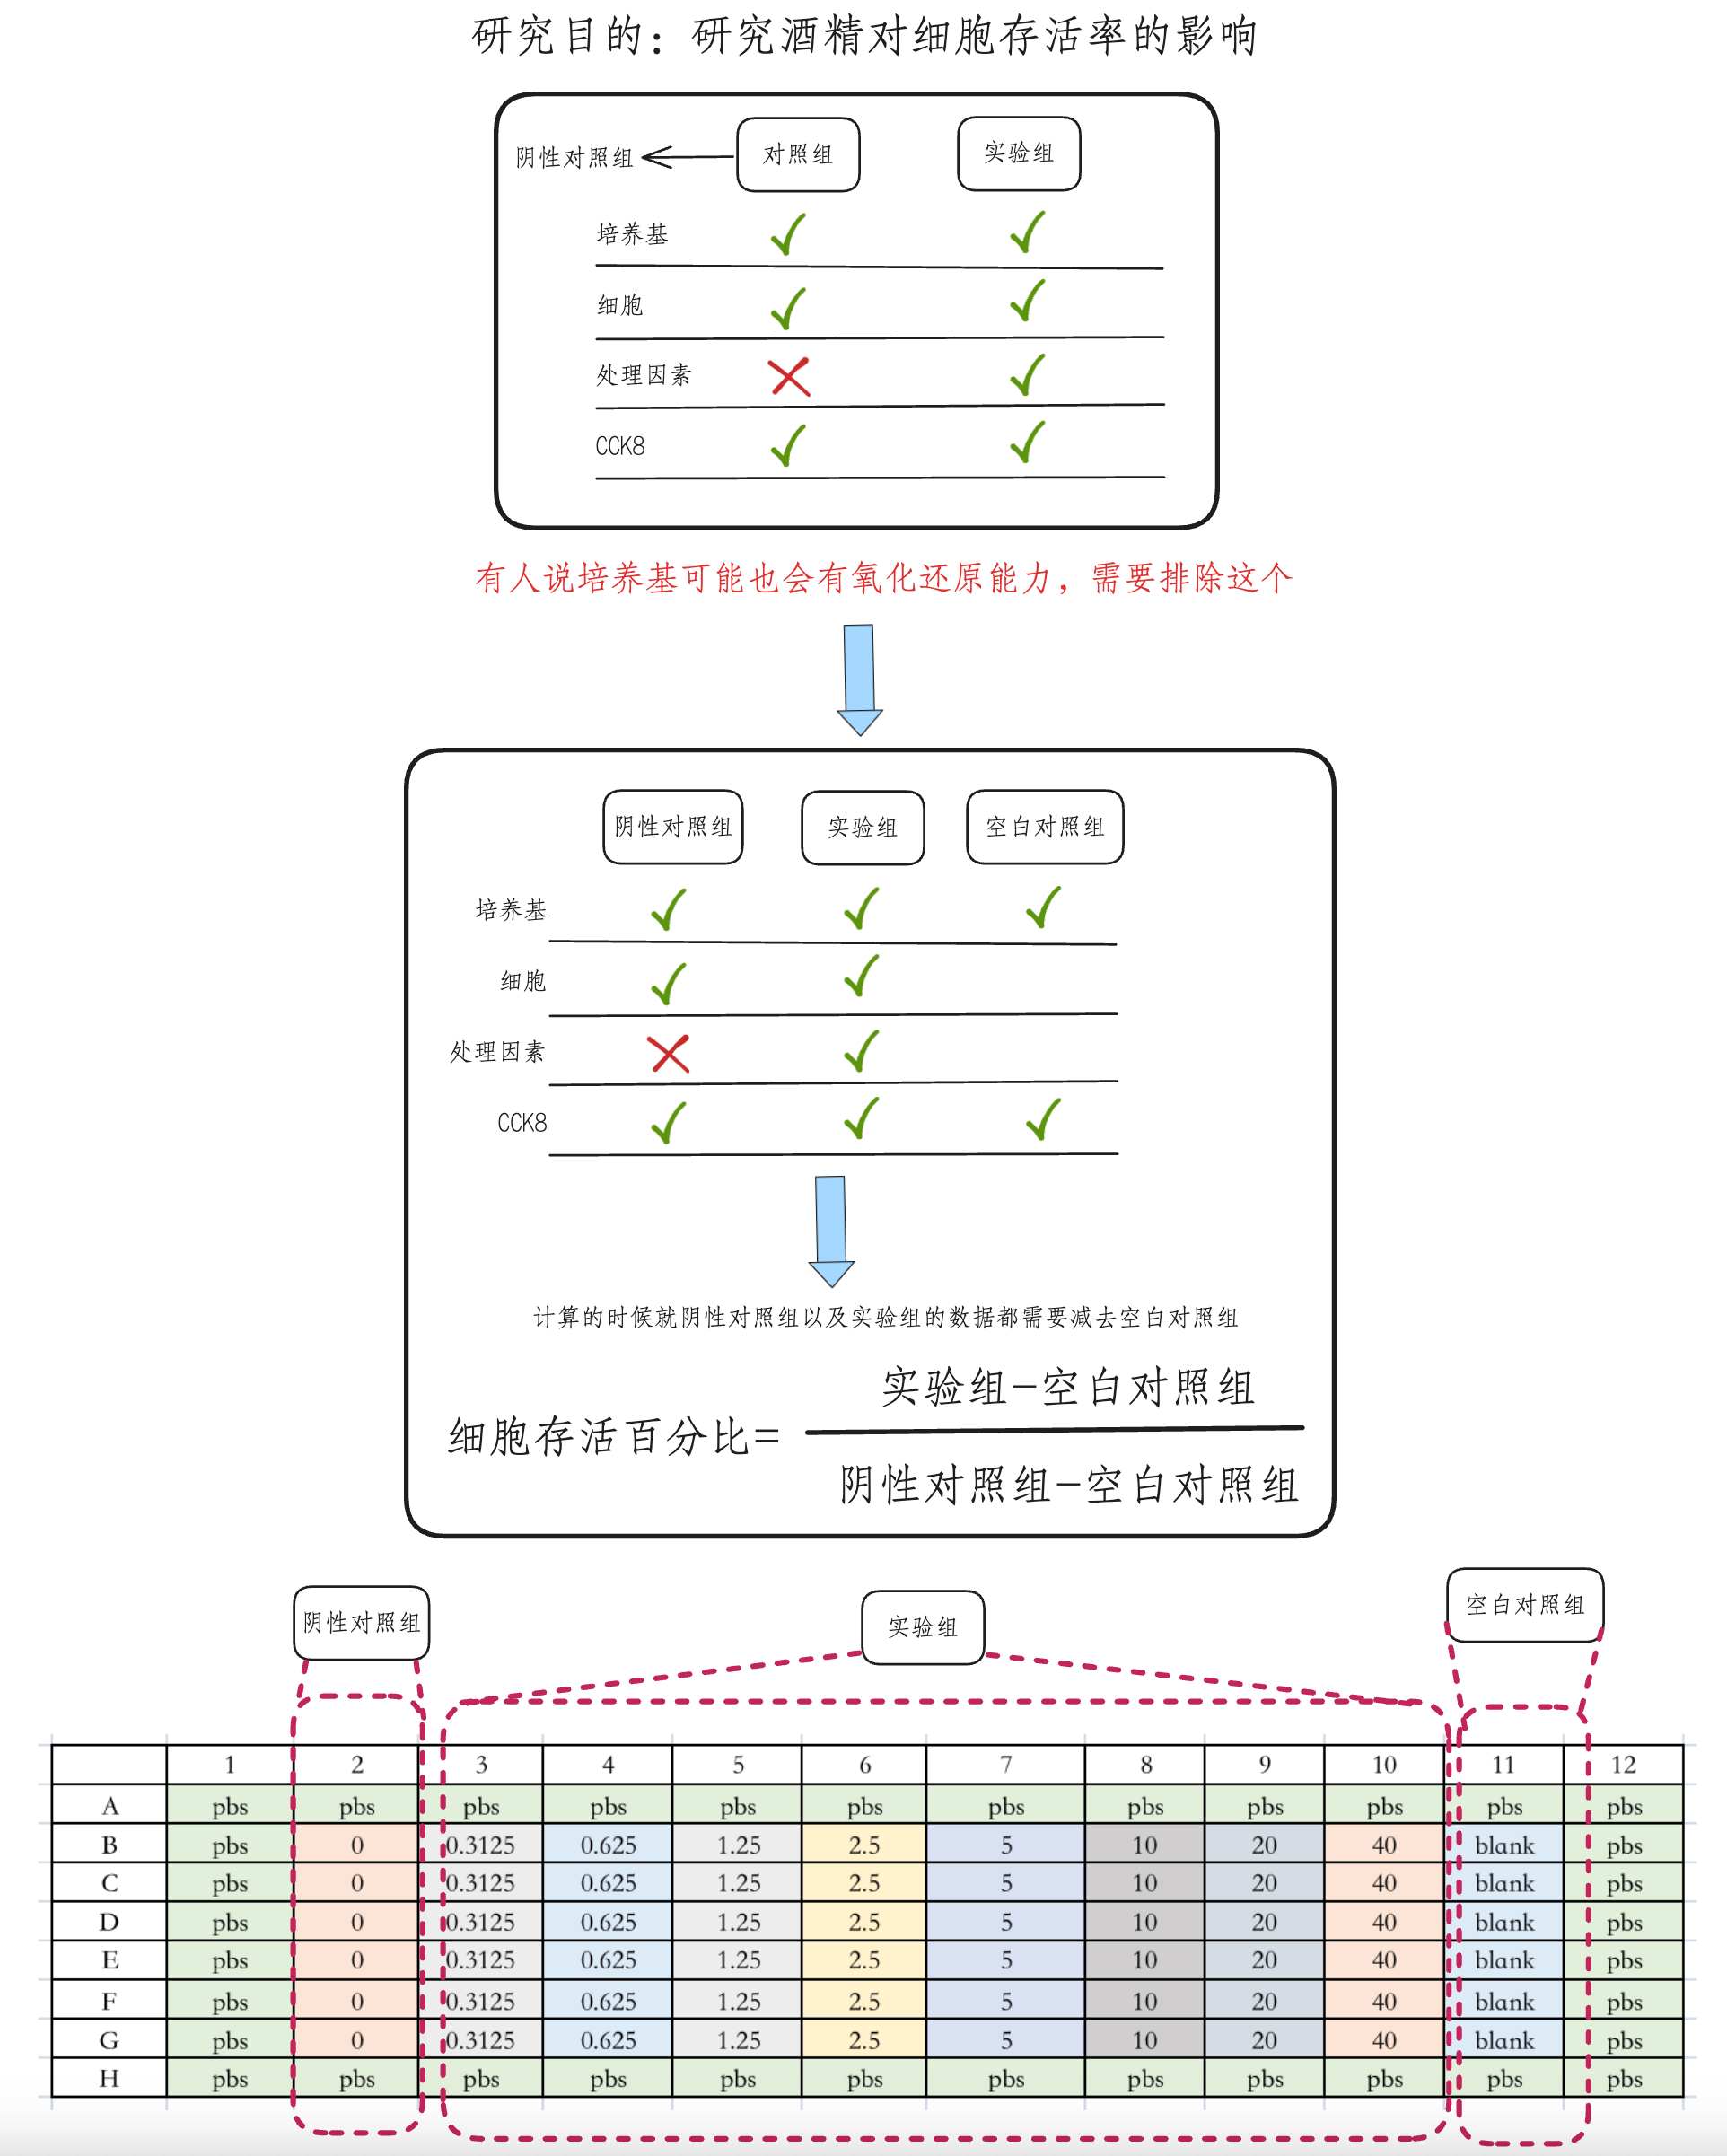 研究目的：研究酒精对细胞存活率的影响
阴性对照组 对照组 实验组
培养基
细胞
处理因素
CCK8
有人说培养基可能也会有氧化还原能力，需要排除这个
阴性对照组 实验组 空白对照组
培养基
细胞
处理因素
CCK8
计算的时候就阴性对照组以及实验组的数据都需要减去空白对照组
实验组-空白对照组
细胞存活百分比=
阴性对照组-空白对照组
阴性对照组 实验组 空白对照组
1 2 3 4 5 6 7 8 9 10 11 12
A pbs pbs pbs pbs pbs pbs pbs pbs pbs pbs pbs pbs
B pbs 0 0.3125 0.625 1.25 2.5 5 10 20 40 blank pbs
C pbs 0 0.3125 0.625 1.25 2.5 5 10 20 40 blank pbs
D pbs 0 0.3125 0.625 1.25 2.5 5 10 20 40 blank pbs
E pbs 0 0.3125 0.625 1.25 2.5 5 10 20 40 blank pbs
F pbs 0 0.3125 0.625 1.25 2.5 5 10 20 40 blank pbs
G pbs 0 0.3125 0.625 1.25 2.5 5 10 20 40 blank pbs
H pbs pbs pbs pbs pbs pbs pbs pbs pbs pbs pbs pbs